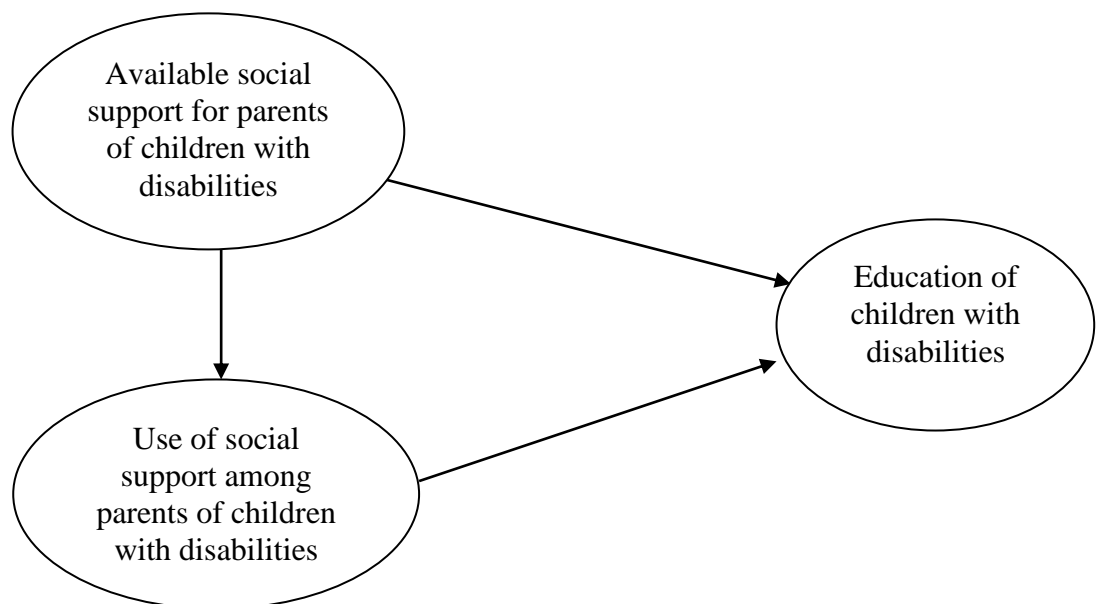 Available social
support for parents
of children with
disabilities
Education of
children with
disabilities
Use of social
support among
parents of children
with disabilities